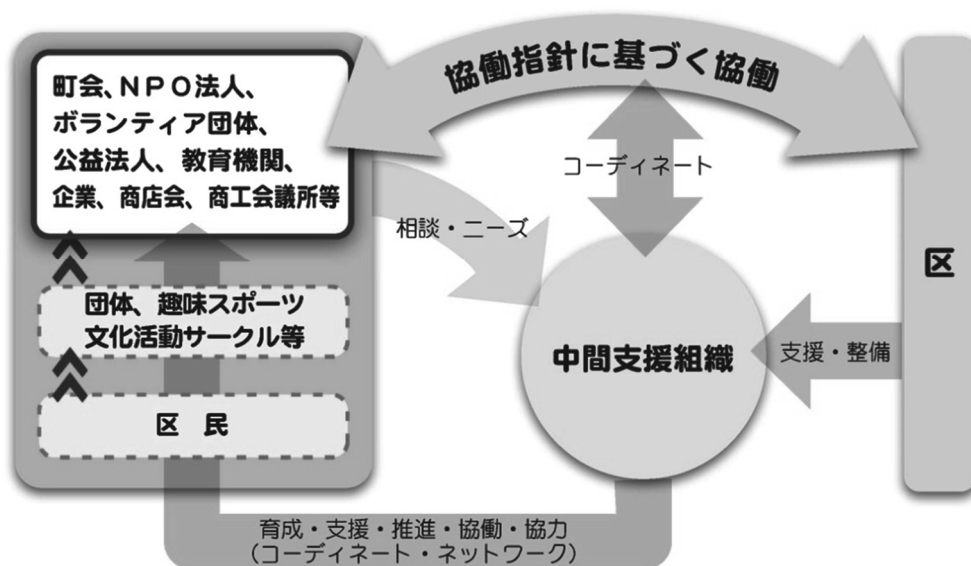 協働指針に基づく協働
町会、NPO法人、
ボランティア団体、
公益法人、教育機関、
企業、商店会、商工会議所等
コーディネート
相談・ニーズ
区
団体、趣味スポーツ
文化活動サークル等
中間支援組織
支援・整備
区 民
育成・支援・推進・協働・協力
(コーディネート・ネットワーク)